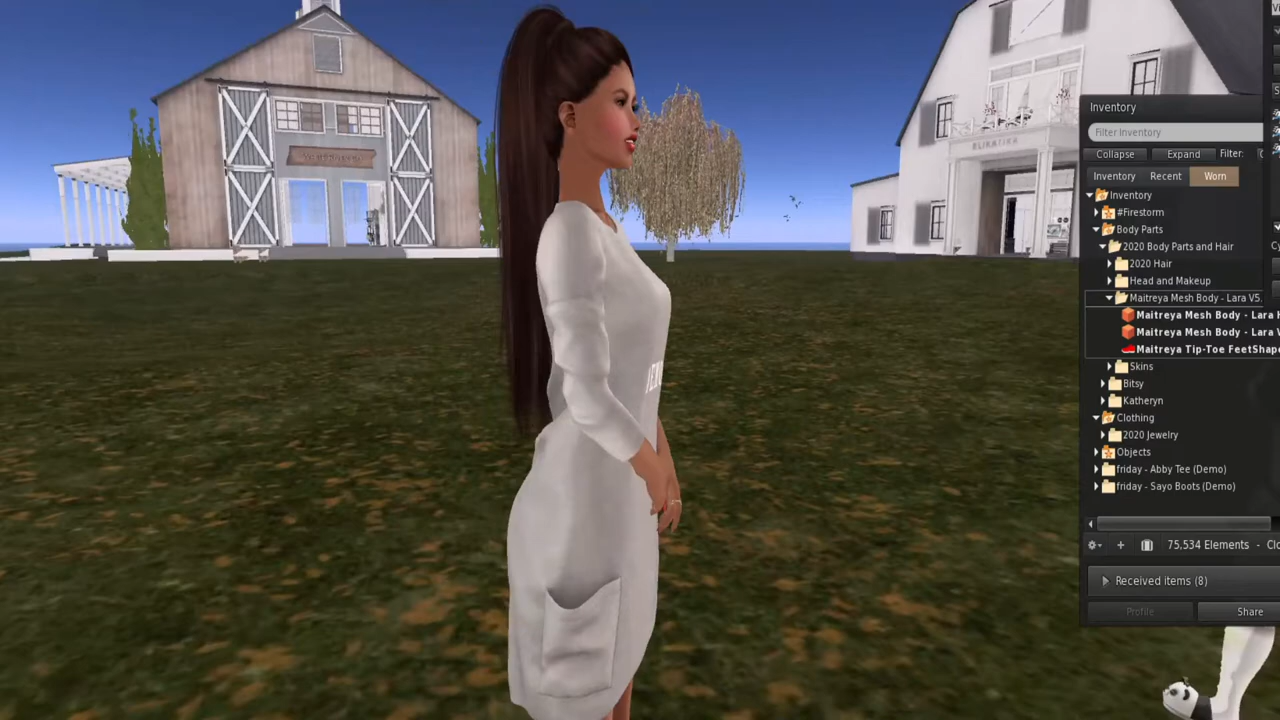 Inventory
Filter Inventory
Collapse Expand Filter:
Inventory Recent Worn
Inventory
#Firestorm
Body Parts
2020 Body Parts and Hair
2020 Hair
Head and Makeup
Maitreya Mesh Body - Lara V5.
Maitreya Mesh Body - Lara
Maitreya Mesh Body - Lara V
Maitreya Tip-Toe FeetShape
Skins
Bitsy
Katheryn
Clothing
2020 Jewelry
Objects
friday - Abby Tee (Demo)
friday - Sayo Boots (Demo)
75,534 Elements - Clo
Received items (8)
Profile Share